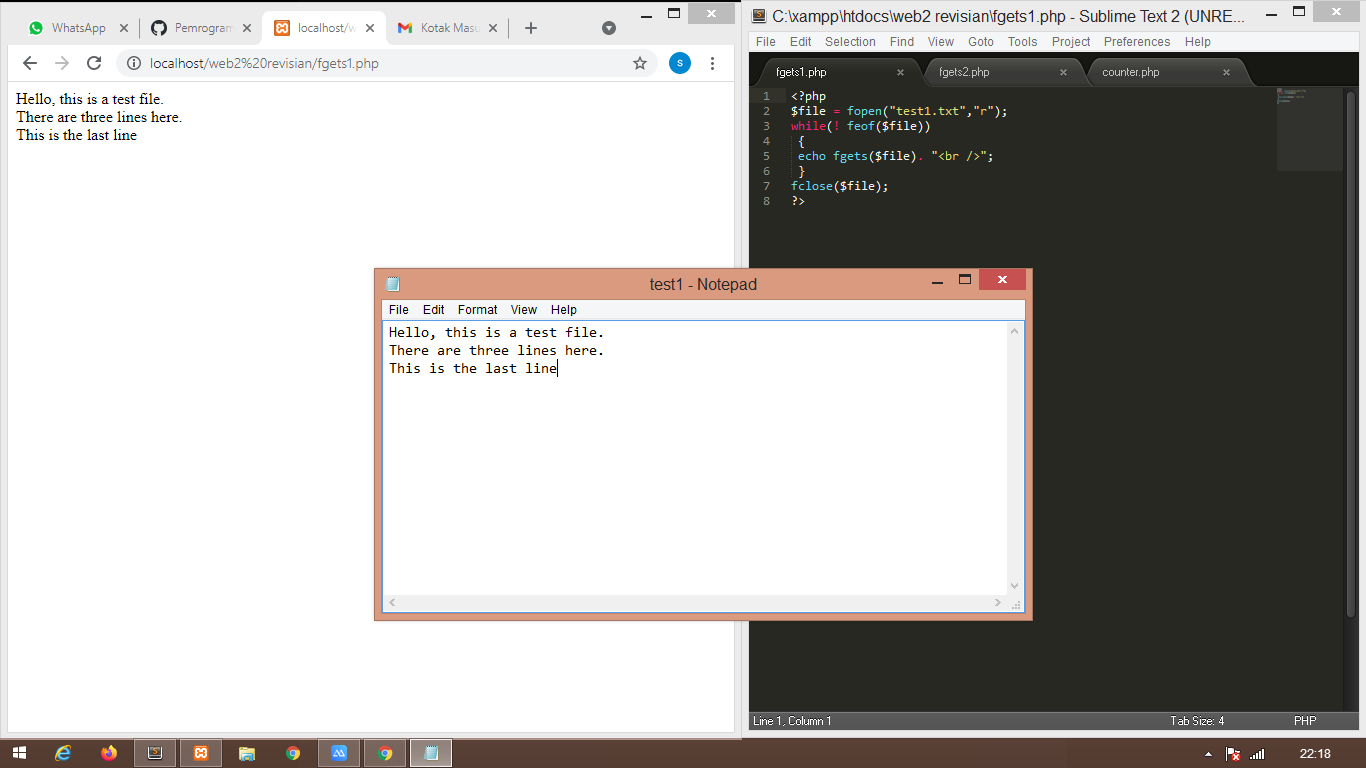 WhatsApp
Pemrogram
localhost/w
Kotak Masu
localhost/web2%20revisian/fgets1.php
s
Hello, this is a test file.
There are three lines here.
This is the last line
C:\xampp\htdocs\web2 revisian\fgets1.php - Sublime Text 2 (UNRE...
File Edit Selection Find View Goto Tools Project Preferences Help
fgets1.php
fgets2.php
counter.php
1 <?php
2 $file = fopen("test1.txt","r");
3 while(! feof($file))
4 {
5 echo fgets($file). "<br />";
6 }
7 fclose($file);
8 ?>
test1 - Notepad
File Edit Format View Help
Hello, this is a test file.
There are three lines here.
This is the last line
Line 1, Column 1
Tab Size: 4
PHP
22:18